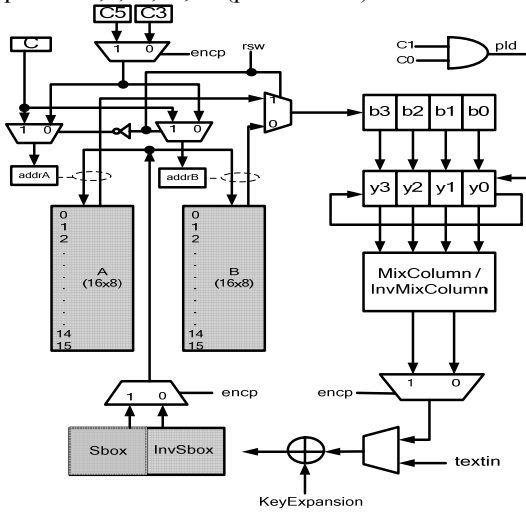 C5 C3
C
1 0
encp
rsw
C1
C0
pld
1 0
1 0
1
0
b3 b2 b1 b0
addrA
addrB
y3 y2 y1 y0
0
1
2
.
.
.
.
.
.
.
14
15
A
(16x8)
B
(16x8)
0
1
2
.
.
.
.
.
.
.
14
15
MixColumn /
InvMixColumn
1 0
encp
encp
1 0
Sbox InvSbox
textin
KeyExpansion